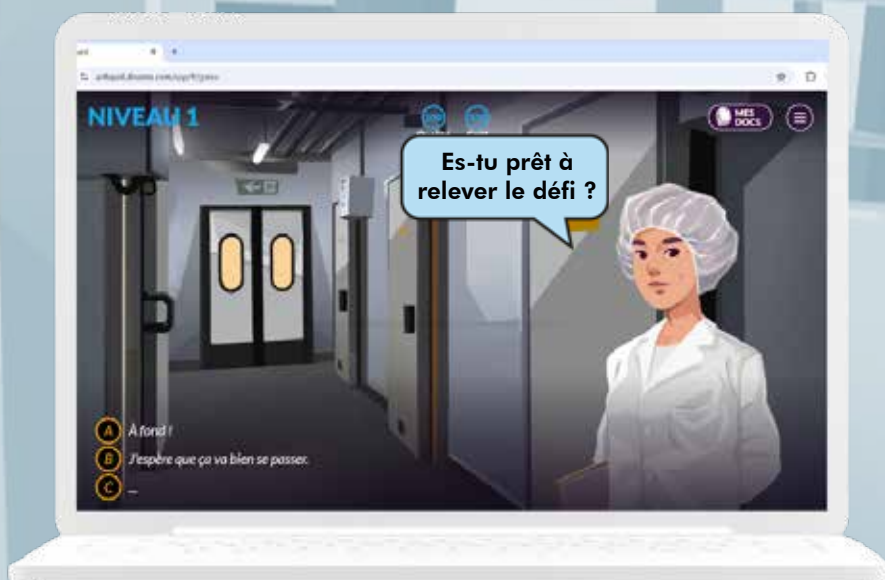 NIVEAU 1
MES
DOCS
Es-tu prêt à
relever le défi ?
A À fond !
B J'espère que ça va bien se passer.
C ...